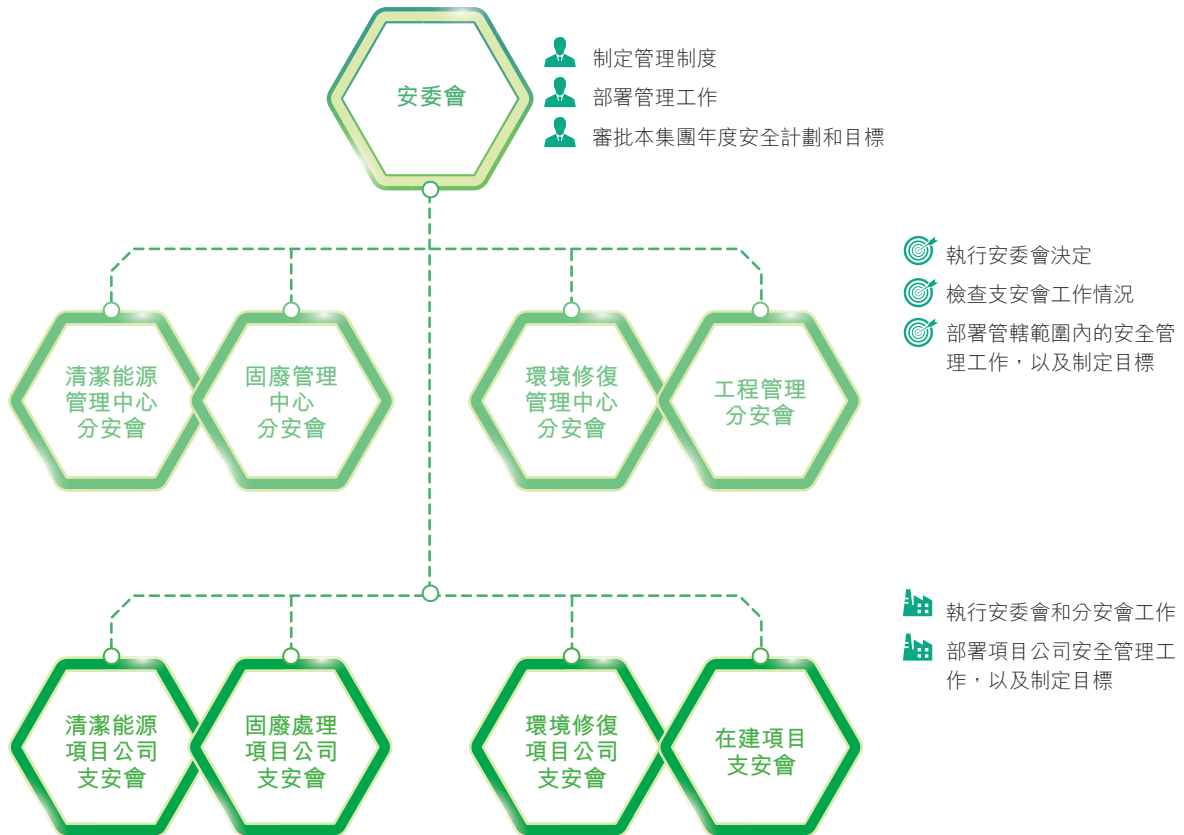 安委會
制定管理制度
部署管理工作
審批本集團年度安全計劃和目標
執行安委會決定
檢查支安會工作情況
部署管轄範圍內的安全管
理工作，以及制定目標
清潔能源
管理中心
分安會
固廢管理
中心
分安會
環境修復
管理中心
分安會
工程管理
分安會
執行安委會和分安會工作
部署項目公司安全管理工
作，以及制定目標
清潔能源
項目公司
支安會
固廢處理
項目公司
支安會
環境修復
項目公司
支安會
在建項目
支安會